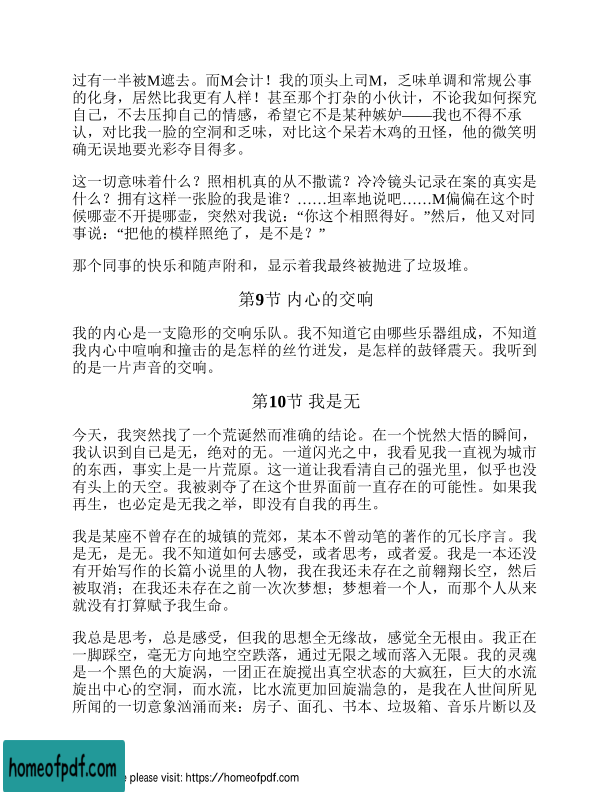 过有一半被M遮去。而M会计！我的顶头上司M，乏味单调和常规公事
的化身，居然比我更有人样！甚至那个打杂的小伙计，不论我如何探究
自己，不去压抑自己的情感，希望它不是某种嫉妒——我也不得不承
认，对比我一脸的空洞和乏味，对比这个呆若木鸡的丑怪，他的微笑明
确无误地要光彩夺目得多。
这一切意味着什么？照相机真的从不撒谎？冷冷镜头记录在案的真实是
什么？拥有这样一张脸的我是谁？……坦率地说吧……M偏偏在这个时
候哪壶不开提哪壶，突然对我说：“你这个相照得好。”然后，他又对同
事说：“把他的模样照绝了，是不是？”
那个同事的快乐和随声附和，显示着我最终被抛进了垃圾堆。
第9节 内心的交响
我的内心是一支隐形的交响乐队。我不知道它由哪些乐器组成，不知道
我内心中喧响和撞击的是怎样的丝竹迸发，是怎样的鼓铎震天。我听到
的是一片声音的交响。
第10节 我是无
今天，我突然找了一个荒诞然而准确的结论。在一个恍然大悟的瞬间，
我认识到自已是无，绝对的无。一道闪光之中，我看见我一直视为城市
的东西，事实上是一片荒原。这一道让我看清自己的强光里，似乎也没
有头上的天空。我被剥夺了在这个世界面前一直存在的可能性。如果我
再生，也必定是无我之举，即没有自我的再生。
我是某座不曾存在的城镇的荒郊，某本不曾动笔的著作的冗长序言。我
是无，是无。我不知道如何去感受，或者思考，或者爱。我是一本还没
有开始写作的长篇小说里的人物，我在我还未存在之前翱翔长空，然后
被取消；在我还未存在之前一次次梦想；梦想着一个人，而那个人从来
就没有打算赋予我生命。
我总是思考，总是感受，但我的思想全无缘故，感觉全无根由。我正在
一脚踩空，毫无方向地空空跌落，通过无限之域而落入无限。我的灵魂
是一个黑色的大旋涡，一团正在旋搅出真空状态的大疯狂，巨大的水流
旋出中心的空洞，而水流，比水流更加回旋湍急的，是我在人世间所见
所闻的一切意象汹涌而来：房子、面孔、书本、垃圾箱、音乐片断以及
homeofpdf.com
e please visit: https://homeofpdf.com